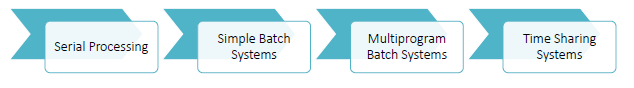 Serial Processing
Simple Batch
Systems
Multiprogram
Batch Systems
Time Sharing
Systems